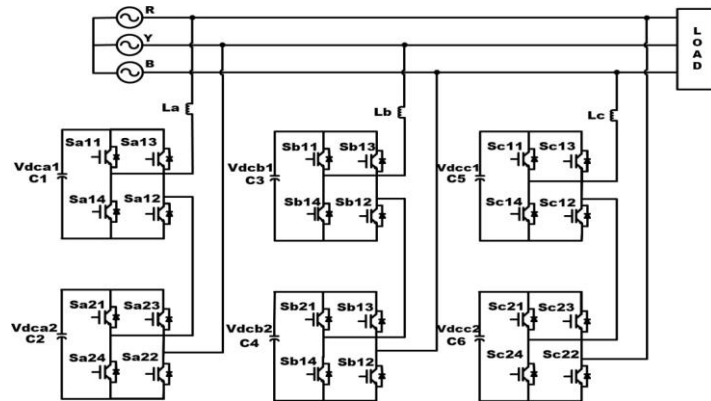 R
Y
B
LOAD
La
Lb
Lc
Sa11 Sa13
Vdca1
C1
Sa14 Sa12
Sb11 Sb13
Vdcb1
C3
Sb14 Sb12
Sc11 Sc13
Vdcc1
C5
Sc14 Sc12
Sa21 Sa23
Vdca2
C2
Sa24 Sa22
Sb21 Sb13
Vdcb2
C4
Sb14 Sb12
Sc21 Sc23
Vdcc2
C6
Sc24 Sc22